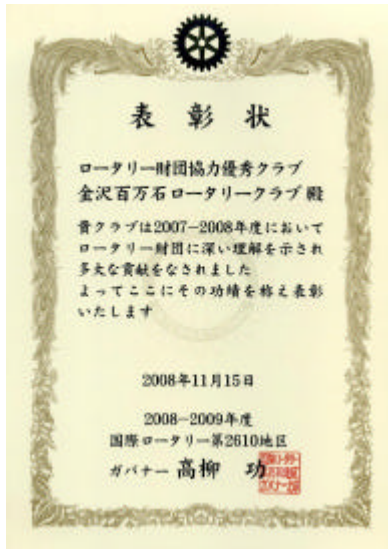 表彰状
ロータリー財団協力優秀クラブ
金沢百万石ロータリークラブ 殿
貴クラブは2007-2008年度において
ロータリー財団に深い理解を示され
多大な貢献をなされました
よってここにその功績を称え表彰
いたします
2008年11月15日
2008-2009年度
国際ロータリー第2610地区
ガバナー 高柳 功